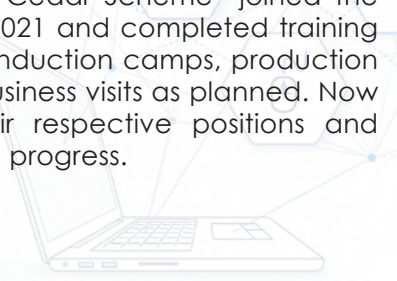 Cedar Scheme" joined the
021 and completed training
nduction camps, production
usiness visits as planned. Now
ir respective positions and
progress.